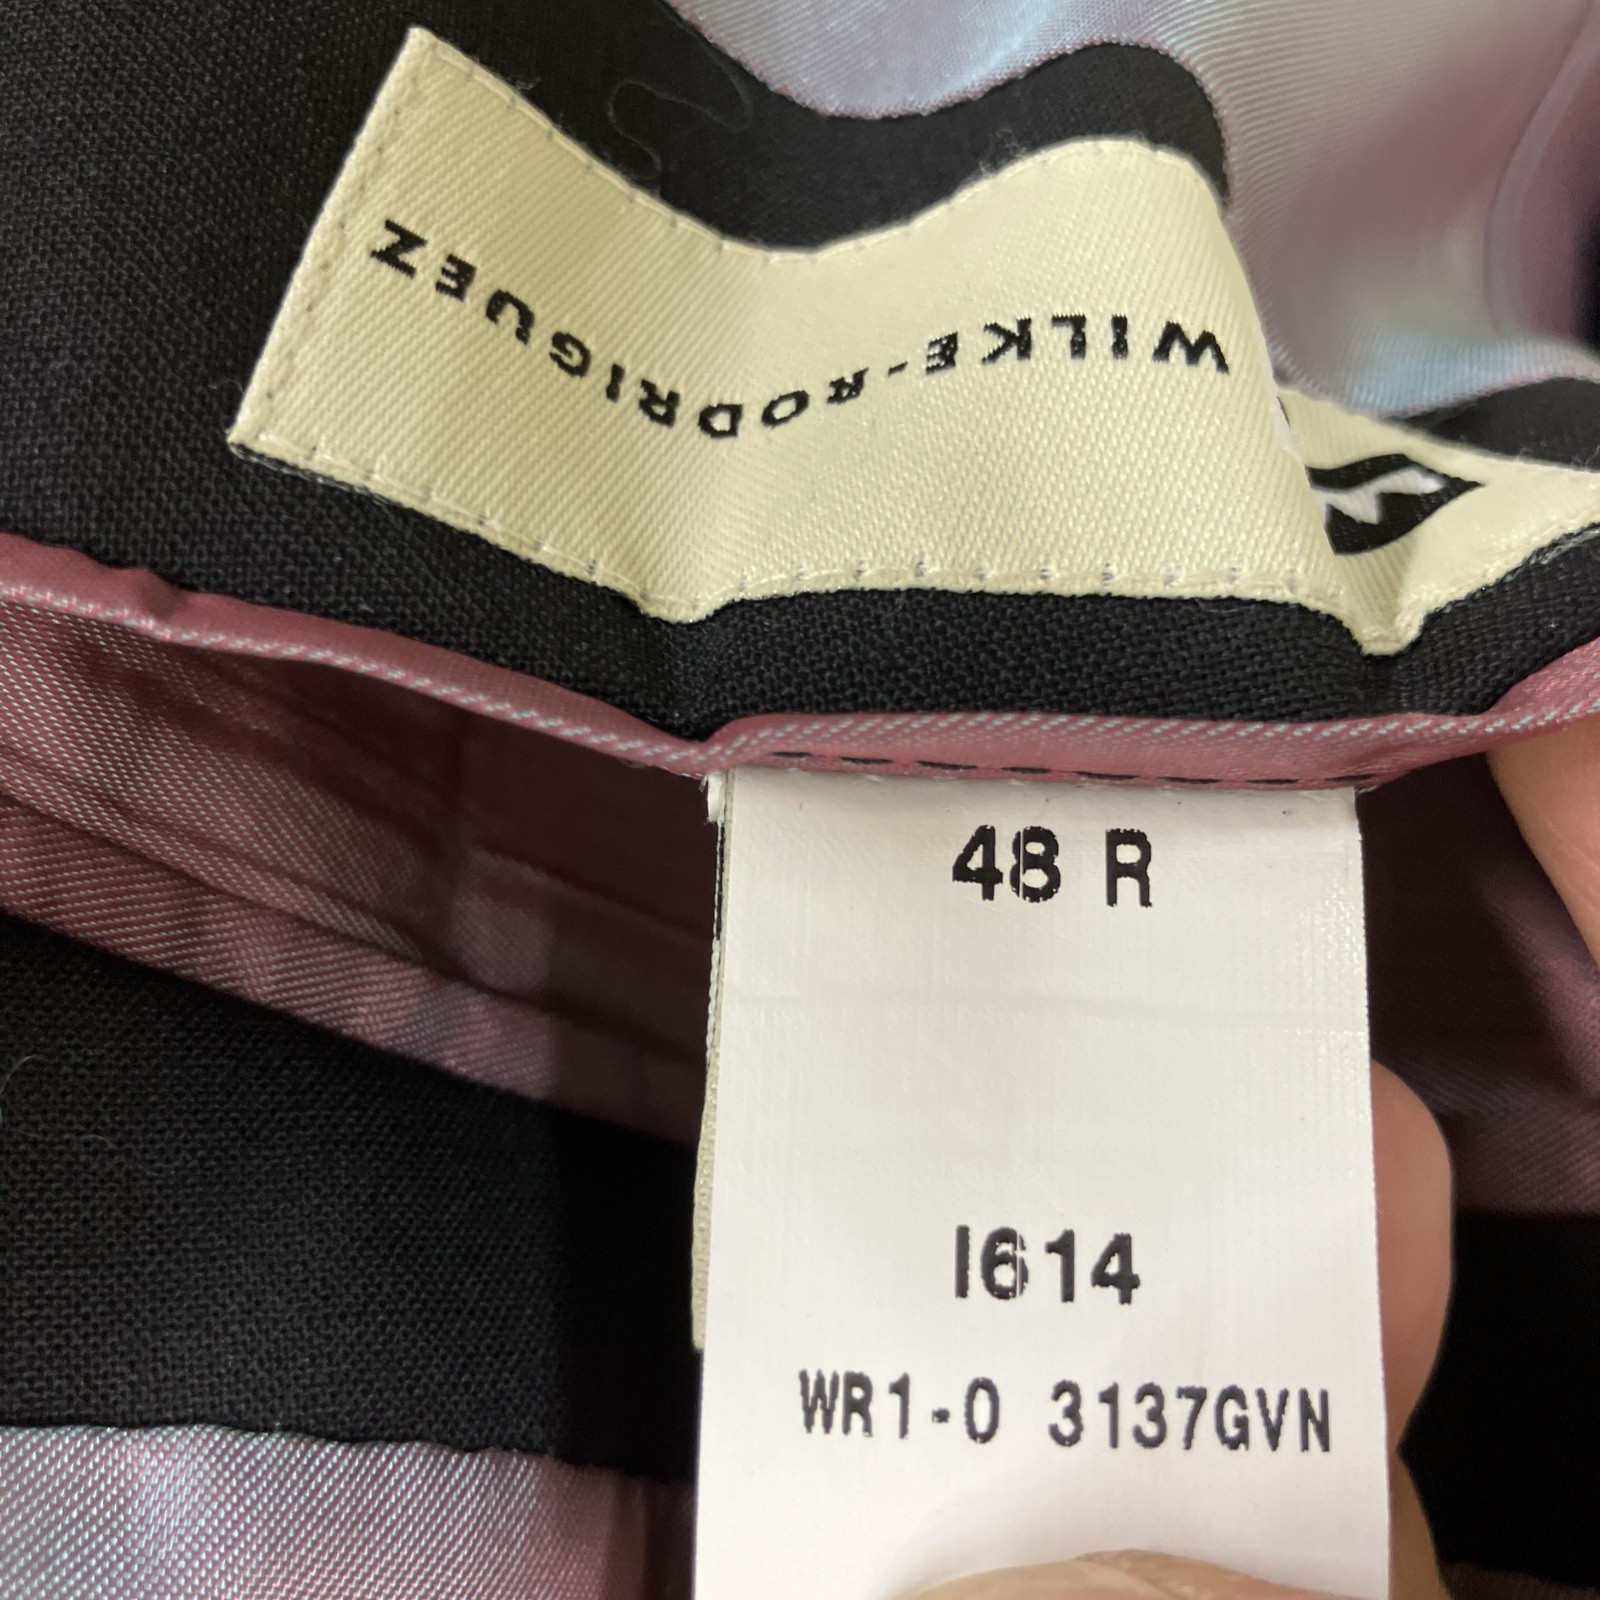 WILKE-RODRIGUEZ
48 R
I614
WR1-0 3137GVN